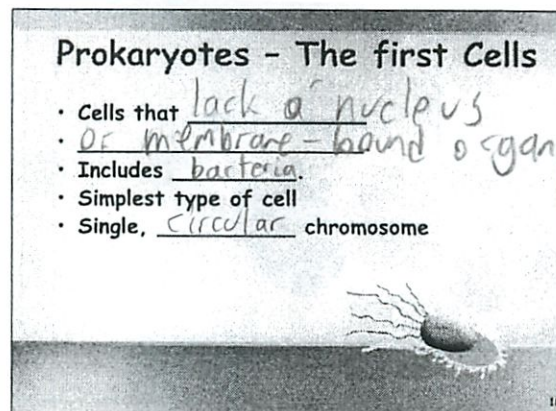 Prokaryotes – The first Cells
• Cells that lack a nucleus
• or membrane-bound organ
• Includes bacteria.
• Simplest type of cell
• Single, circular chromosome